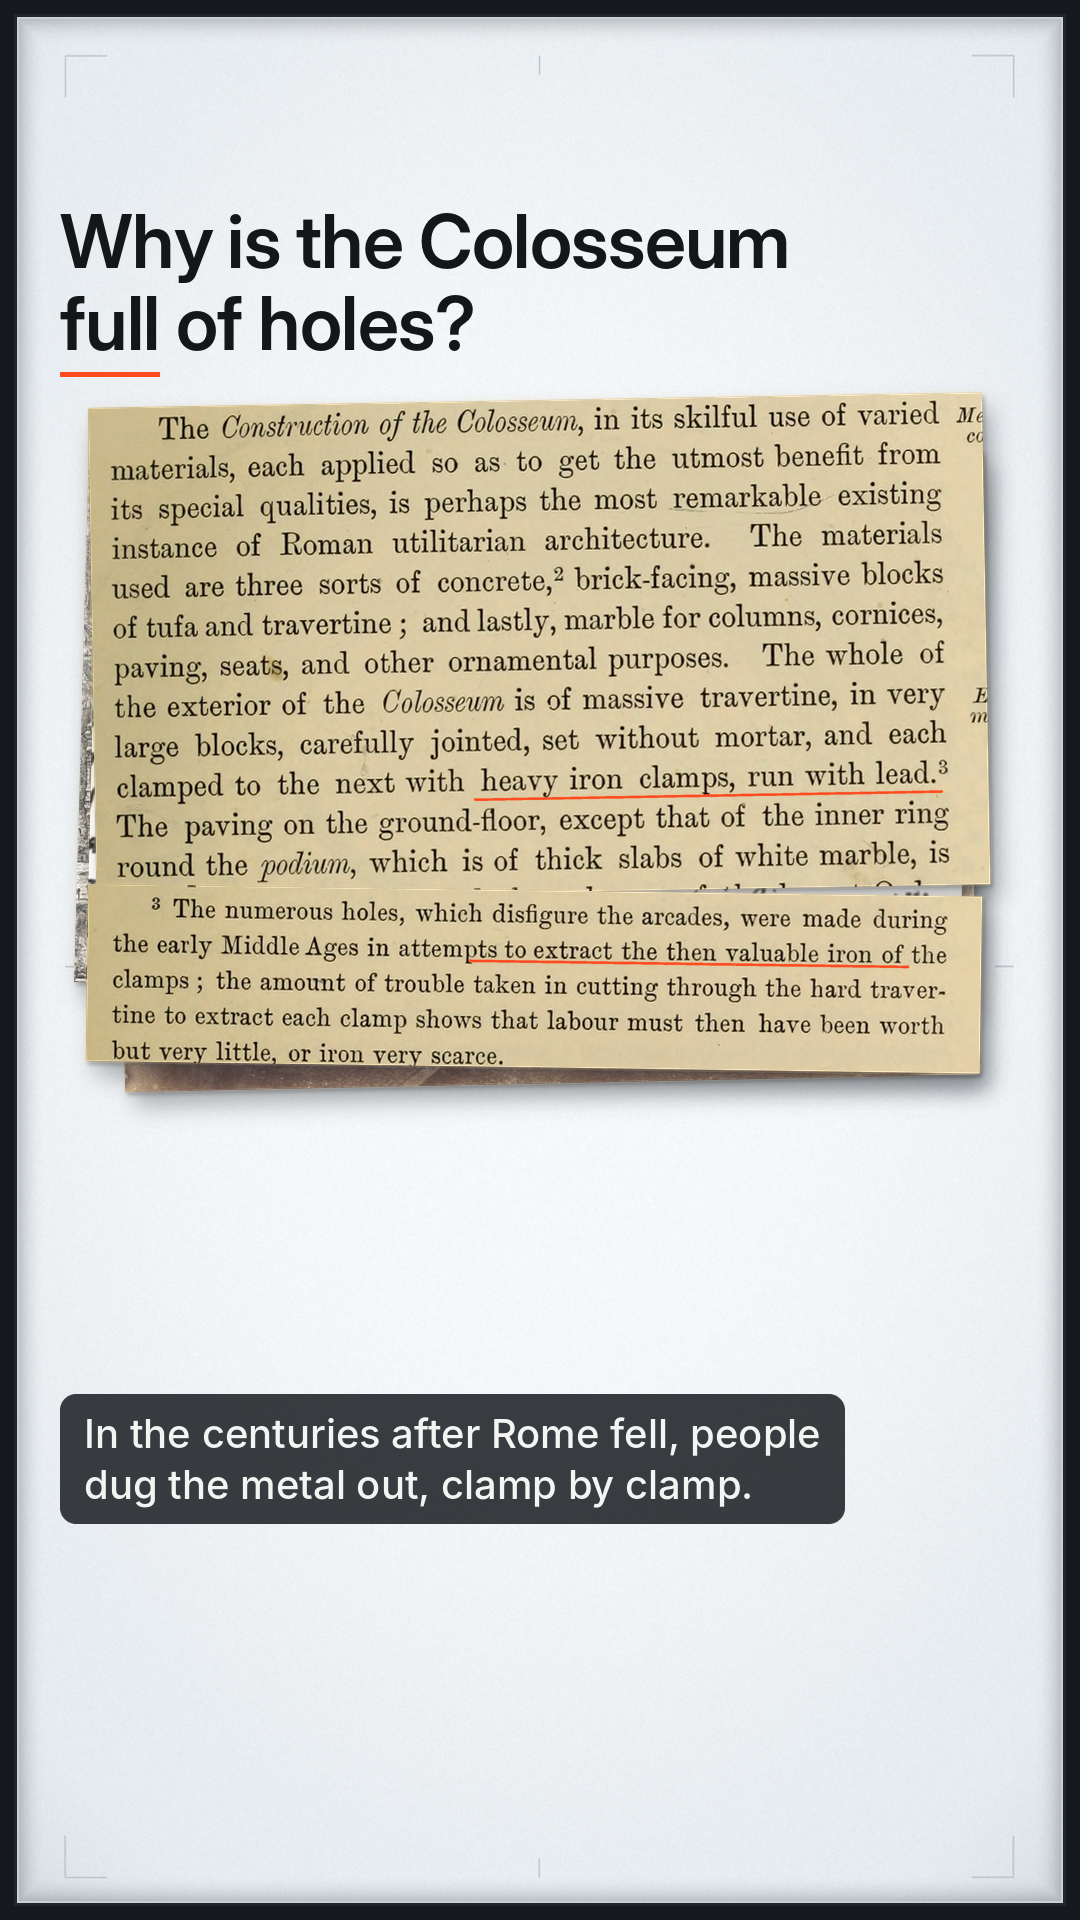 Why is the Colosseum
full of holes?
The Construction of the Colosseum, in its skilful use of varied
materials, each applied so as to get the utmost benefit from
its special qualities, is perhaps the most remarkable existing
instance of Roman utilitarian architecture. The materials
used are three sorts of concrete,² brick-facing, massive blocks
of tufa and travertine ; and lastly, marble for columns, cornices,
paving, seats, and other ornamental purposes. The whole of
the exterior of the Colosseum is of massive travertine, in very
large blocks, carefully jointed, set without mortar, and each
clamped to the next with heavy iron clamps, run with lead.³
The paving on the ground-floor, except that of the inner ring
round the podium, which is of thick slabs of white marble, is
³ The numerous holes, which disfigure the arcades, were made during
the early Middle Ages in attempts to extract the then valuable iron of the
clamps ; the amount of trouble taken in cutting through the hard traver-
tine to extract each clamp shows that labour must then have been worth
but very little, or iron very scarce.
In the centuries after Rome fell, people
dug the metal out, clamp by clamp.